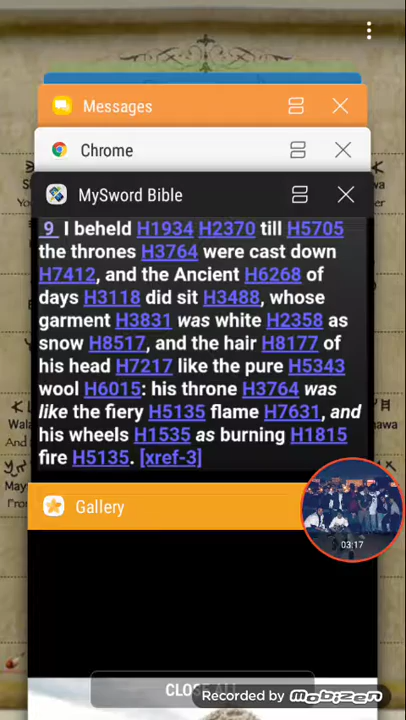 Messages
Chrome
MySword Bible
9 I beheld H1934 H2370 till H5705
the thrones H3764 were cast down
H7412, and the Ancient H6268 of
days H3118 did sit H3488, whose
garment H3831 was white H2358 as
snow H8517, and the hair H8177 of
his head H7217 like the pure H5343
wool H6015: his throne H3764 was
like the fiery H5135 flame H7631, and
his wheels H1535 as burning H1815
fire H5135. [xref-3]
Gallery
03:17
CLOSE ALL
Recorded by MOBIZEN